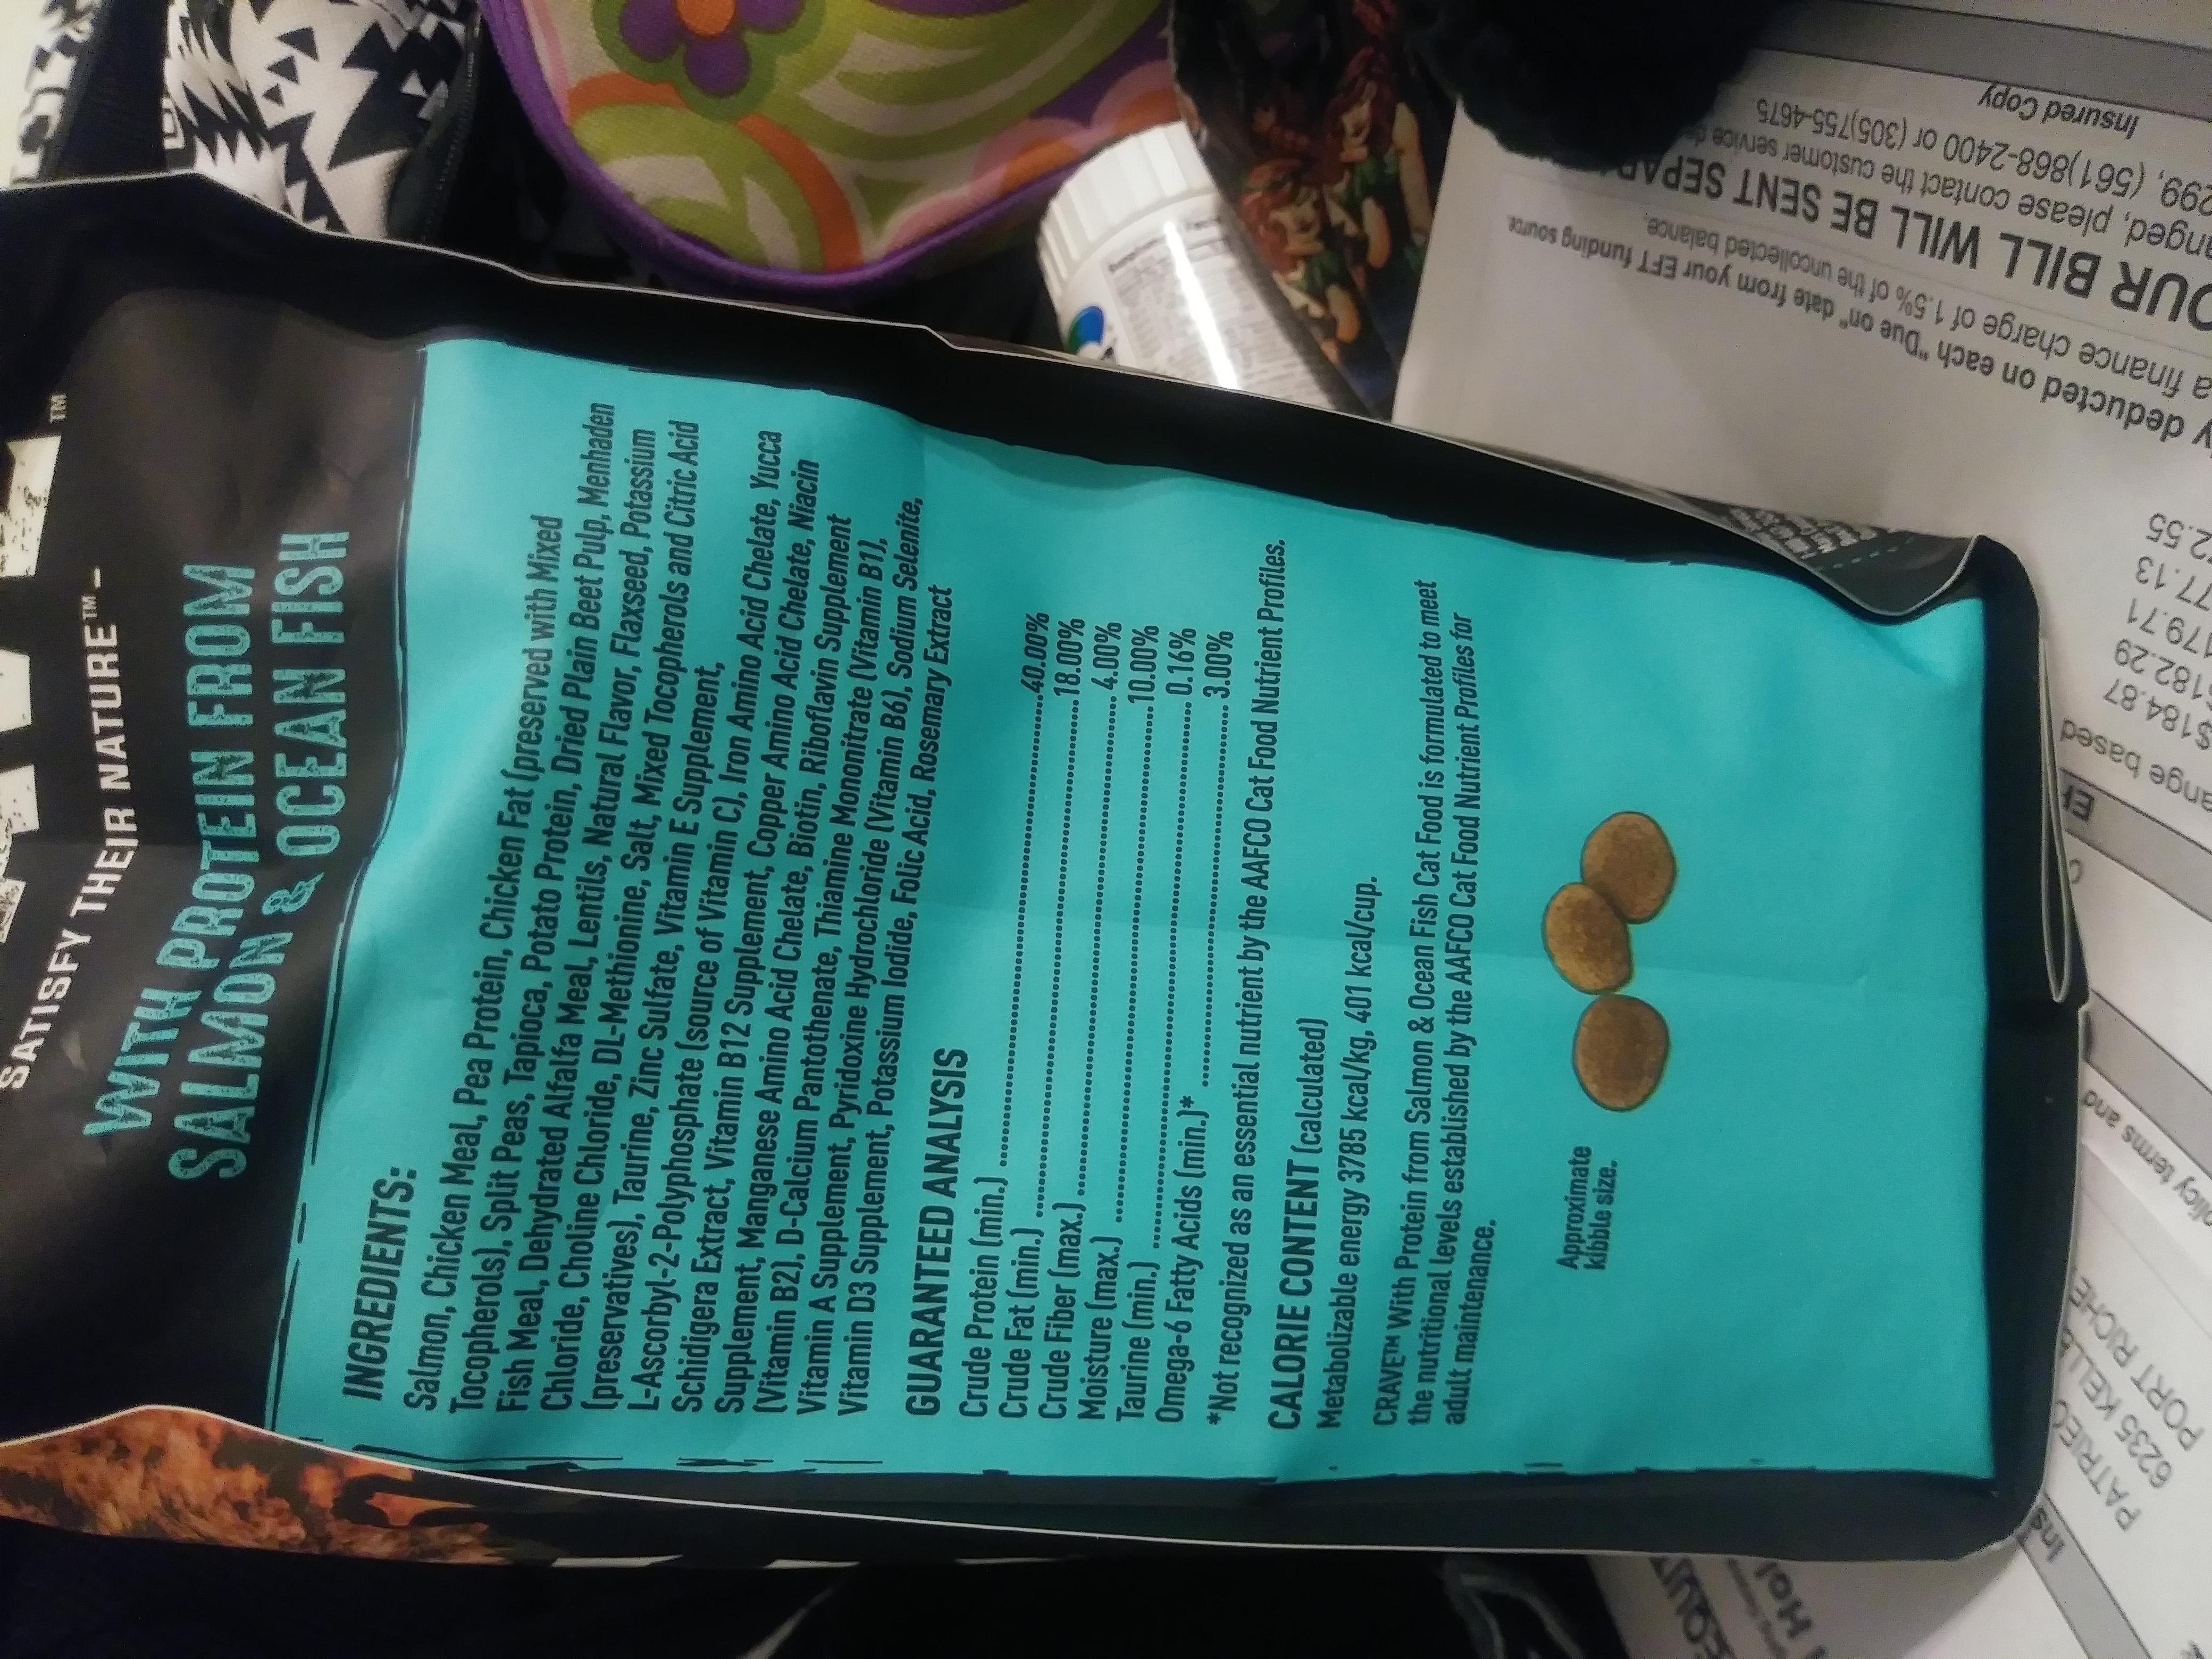 TM
SATISFY THEIR NATURE™
WITH PROTEIN FROM
SALMON & OCEAN FISH
INGREDIENTS:
Salmon, Chicken Meal, Pea Protein, Chicken Fat (preserved with Mixed
Tocopherols), Split Peas, Tapioca, Potato Protein, Dried Plain Beet Pulp, Menhaden
Fish Meal, Dehydrated Alfalfa Meal, Lentils, Natural Flavor, Flaxseed, Potassium
Chloride, Choline Chloride, DL-Methionine, Salt, Mixed Tocopherols and Citric Acid
(preservatives), Taurine, Zinc Sulfate, Vitamin E Supplement,
L-Ascorbyl-2-Polyphosphate (source of Vitamin C), Iron Amino Acid Chelate, Yucca
Schidigera Extract, Vitamin B12 Supplement, Copper Amino Acid Chelate, Niacin
Supplement, Manganese Amino Acid Chelate, Biotin, Riboflavin Supplement
(Vitamin B2), D-Calcium Pantothenate, Thiamine Mononitrate (Vitamin B1),
Vitamin A Supplement, Pyridoxine Hydrochloride (Vitamin B6), Sodium Selenite,
Vitamin D3 Supplement, Potassium Iodide, Folic Acid, Rosemary Extract
GUARANTEED ANALYSIS
Crude Protein (min.) 40.00%
Crude Fat (min.) 18.00%
Crude Fiber (max.) 4.00%
Moisture (max.) 10.00%
Taurine (min.) 0.16%
Omega-6 Fatty Acids (min.)* 3.00%
*Not recognized as an essential nutrient by the AAFCO Cat Food Nutrient Profiles.
CALORIE CONTENT (calculated)
Metabolizable energy 3785 kcal/kg, 401 kcal/cup.
CRAVE™ With Protein from Salmon & Ocean Fish Cat Food is formulated to meet
the nutritional levels established by the AAFCO Cat Food Nutrient Profiles for
adult maintenance.
Approximate
kibble size.
Insured Copy
299, (561)868-2400 or (305)755-4675
anged, please contact the customer service
OUR BILL WILL BE SENT SEPAR
a finance charge of 1.5% of the uncollected balance.
y deducted on each "Due on" date from your EFT funding source.
2.55
77.13
179.71
182.29
$184.87
ange based
policy terms and
6235 KELLE
PORT RICHE